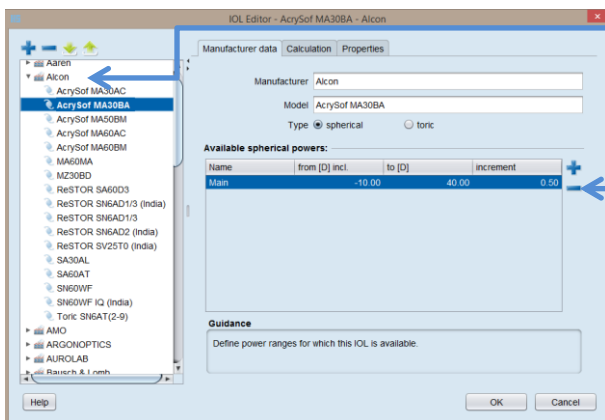 IOL Editor - AcrySof MA30BA - Alcon
Manufacturer data Calculation Properties
Aaren
Alcon
AcrySof MA30AC
AcrySof MA30BA
AcrySof MA50BM
AcrySof MA60AC
AcrySof MA60BM
MA60MA
MZ30BD
ReSTOR SA60D3
ReSTOR SN6AD1/3 (India)
ReSTOR SN6AD1/3
ReSTOR SN6AD2 (India)
ReSTOR SV25T0 (India)
SA30AL
SA60AT
SN60WF
SN60WF IQ (India)
Toric SN6AT(2-9)
AMO
ARGONOPTICS
AUROLAB
Bausch & Lomb
Manufacturer Alcon
Model AcrySof MA30BA
Type spherical toric
Available spherical powers:
Name from [D] incl. to [D] increment
Main -10.00 40.00 0.50
Guidance
Define power ranges for which this IOL is available.
Help OK Cancel